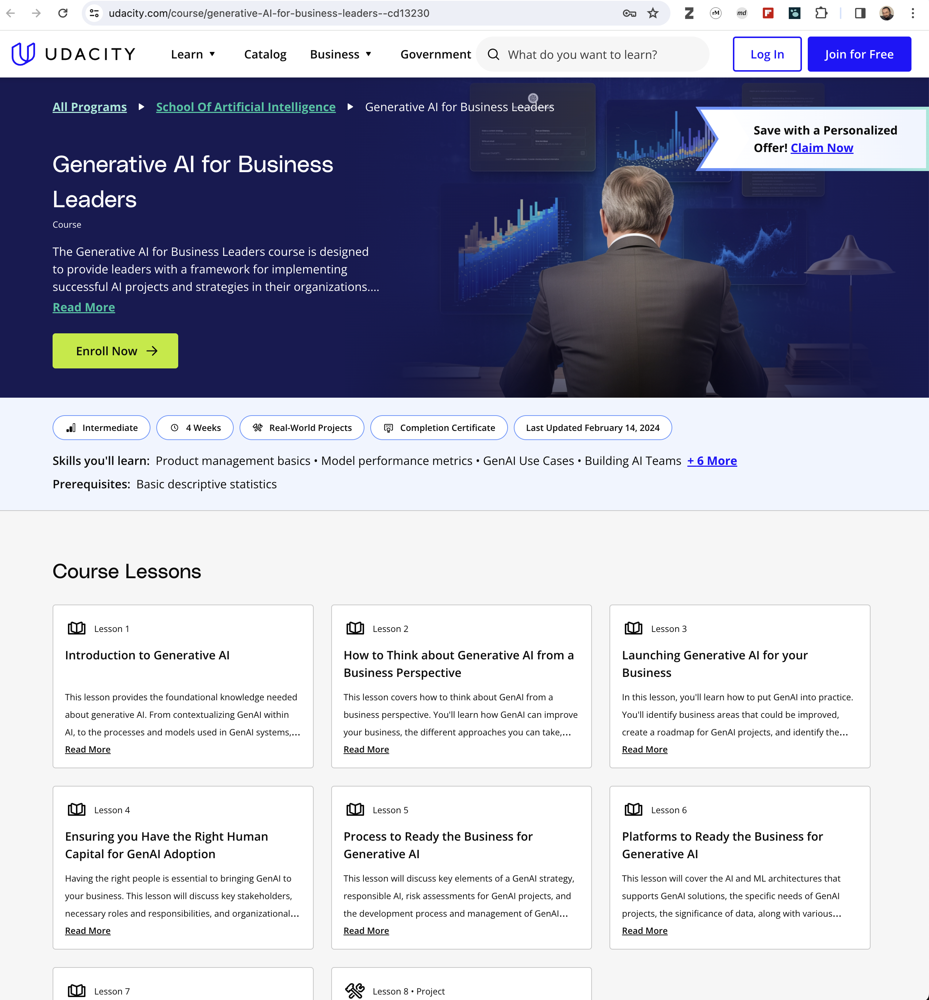 udacity.com/course/generative-AI-for-business-leaders--cd13230
rM
md
UDACITY
Learn
Catalog
Business
Government
What do you want to learn?
Log In
Join for Free
All Programs
School Of Artificial Intelligence
Generative AI for Business Leaders
Save with a Personalized
Offer! Claim Now
Generative AI for Business
Leaders
Course
The Generative AI for Business Leaders course is designed
to provide leaders with a framework for implementing
successful AI projects and strategies in their organizations....
Read More
Enroll Now
Intermediate
4 Weeks
Real-World Projects
Completion Certificate
Last Updated February 14, 2024
Skills you'll learn: Product management basics • Model performance metrics • GenAI Use Cases • Building AI Teams + 6 More
Prerequisites: Basic descriptive statistics
Course Lessons
Lesson 1
Introduction to Generative AI
This lesson provides the foundational knowledge needed
about generative AI. From contextualizing GenAI within
AI, to the processes and models used in GenAI systems,...
Read More
Lesson 2
How to Think about Generative AI from a
Business Perspective
This lesson covers how to think about GenAI from a
business perspective. You'll learn how GenAI can improve
your business, the different approaches you can take,...
Read More
Lesson 3
Launching Generative AI for your
Business
In this lesson, you'll learn how to put GenAI into practice.
You'll identify business areas that could be improved,
create a roadmap for GenAI projects, and identify the...
Read More
Lesson 4
Ensuring you Have the Right Human
Capital for GenAI Adoption
Having the right people is essential to bringing GenAI to
your business. This lesson will discuss key stakeholders,
necessary roles and responsibilities, and organizational...
Read More
Lesson 5
Process to Ready the Business for
Generative AI
This lesson will discuss key elements of a GenAI strategy,
responsible AI, risk assessments for GenAI projects, and
the development process and management of GenAI...
Read More
Lesson 6
Platforms to Ready the Business for
Generative AI
This lesson will cover the AI and ML architectures that
supports GenAI solutions, the specific needs of GenAI
projects, the significance of data, along with various...
Read More
Lesson 7
Lesson 8 • Project